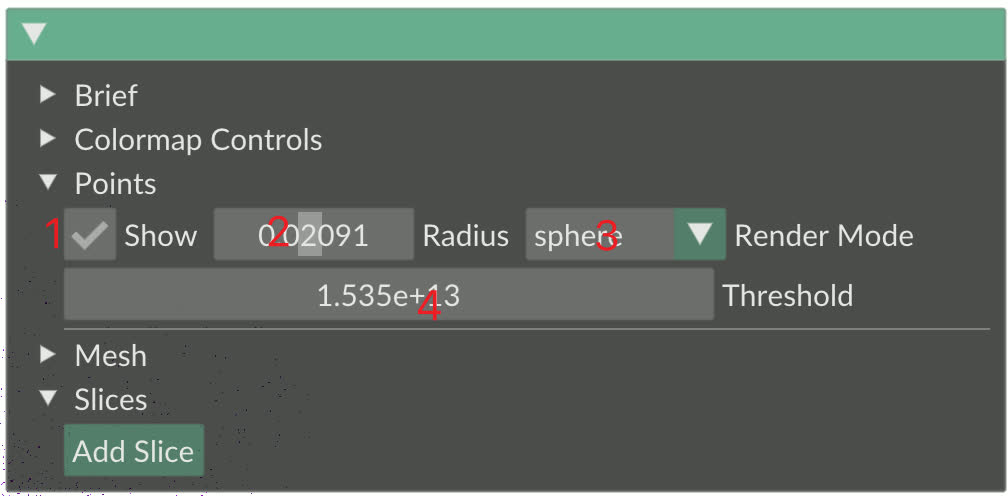 Brief
Colormap Controls
Points
1 Show 0.02091 2 Radius sphere 3 Render Mode
1.535e+13 4 Threshold
Mesh
Slices
Add Slice